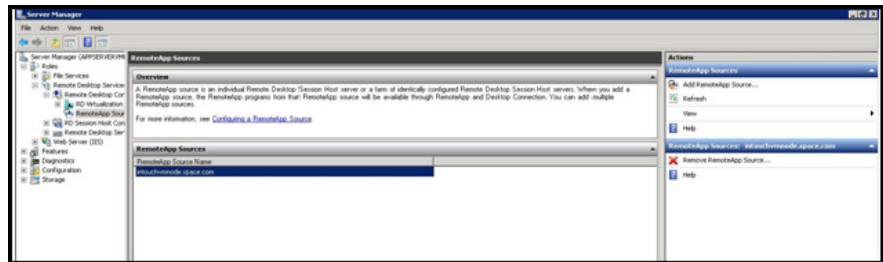 Server Manager
File Action View Help
Server Manager (APPSERVERVM
Roles
File Services
Remote Desktop Service
Remote Desktop Cor
RD Virtualization
RemoteApp Sour
RD Session Host Con
Remote Desktop Ser
Web Server (IIS)
Features
Diagnostics
Configuration
Storage
RemoteApp Sources
Overview
A RemoteApp source is an individual Remote Desktop Session Host server or a farm of identically configured Remote Desktop Session Host servers. When you add a
RemoteApp source, the RemoteApp programs from that RemoteApp source will be available through RemoteApp and Desktop Connection. You can add multiple
RemoteApp sources.
For more information, see Configuring a RemoteApp Source.
RemoteApp Sources
RemoteApp Source Name
intouchvmnode.space.com
Actions
RemoteApp Sources
Add RemoteApp Source...
Refresh
View
Help
RemoteApp Sources: intouchvmnode.space.com
Remove RemoteApp Source...
Help